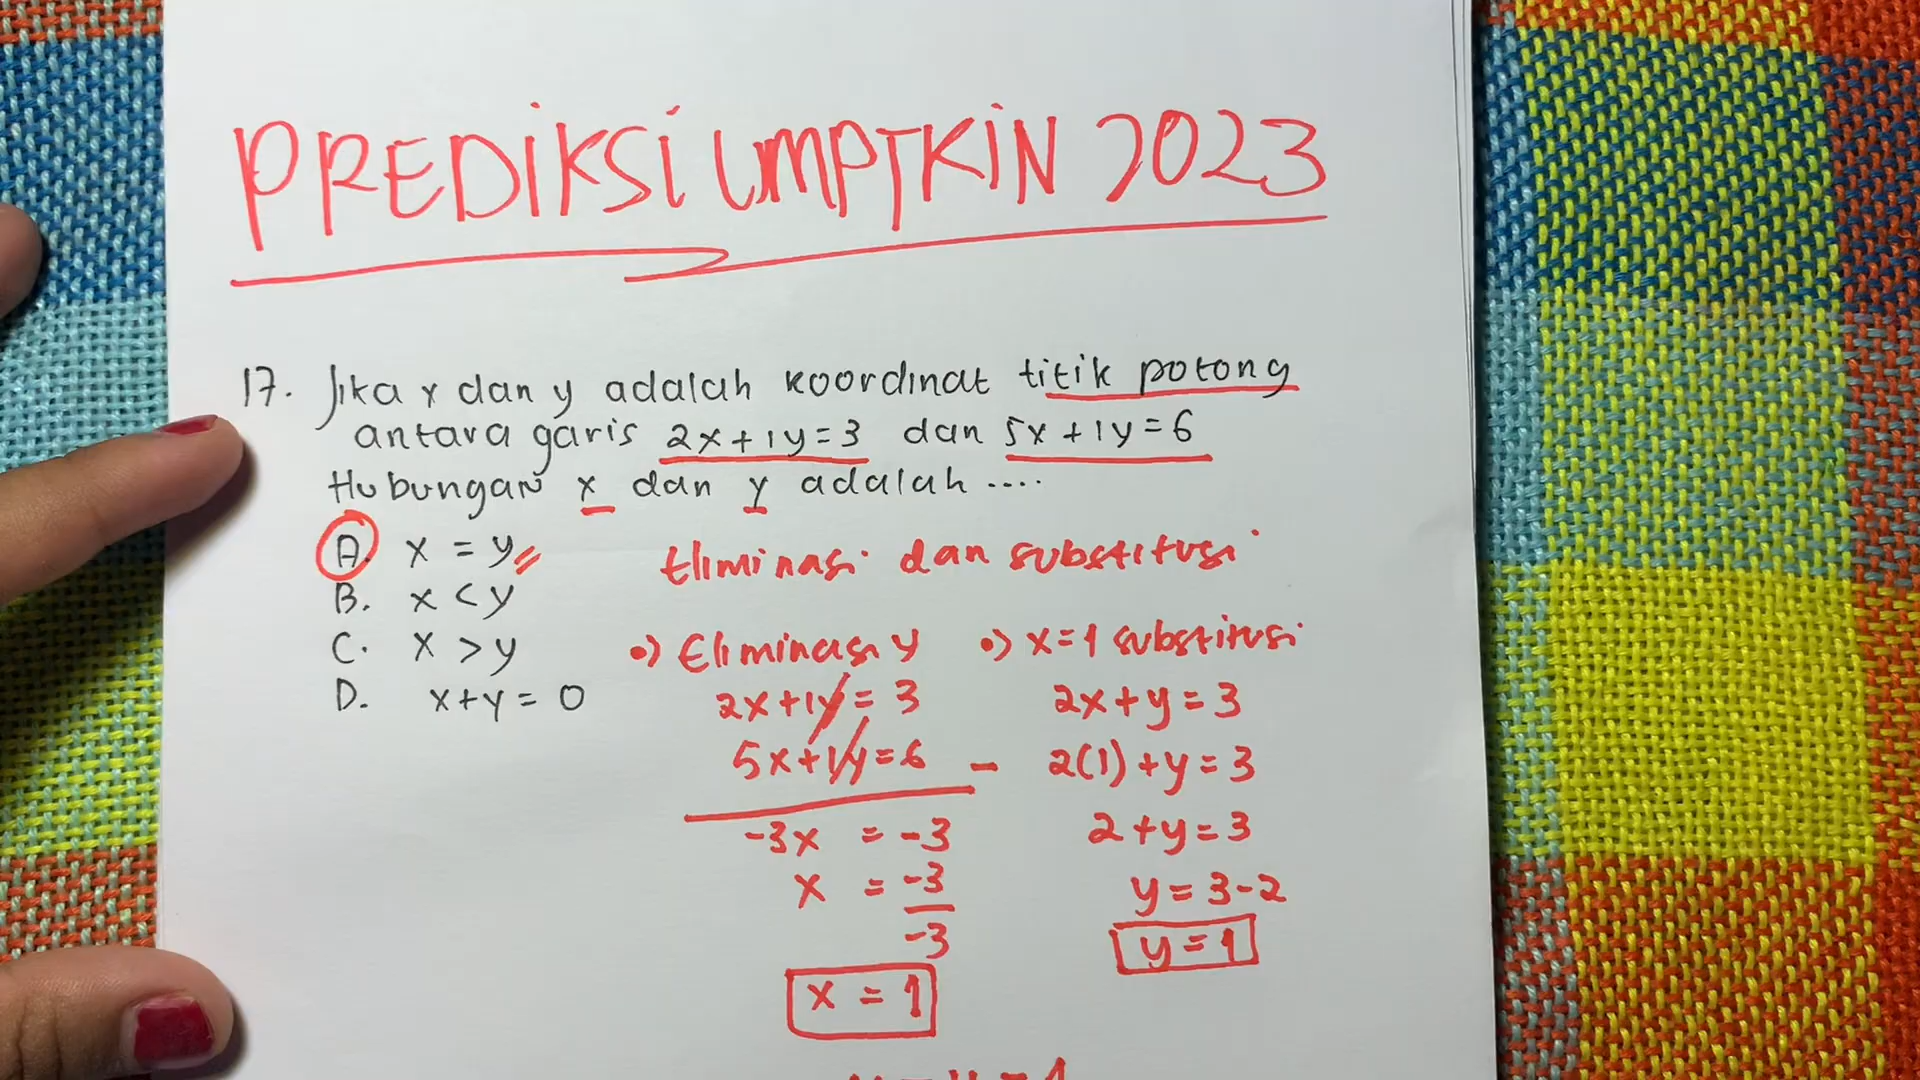 PREDIKSI UMPTKIN 2023
17. Jika x dan y adalah koordinat titik potong
antara garis 2x+1y=3 dan 5x+1y=6
Hubungan x dan y adalah ....
A. x = y
B. x < y
C. x > y
D. x+y = 0
Eliminasi dan substitusi
•) Eliminasi y
2x+1y = 3
5x+1y = 6 −
-3x = -3
x = -3
-3
x = 1
•) x=1 substitusi
2x+y = 3
2(1)+y = 3
2+y = 3
y = 3-2
y = 1